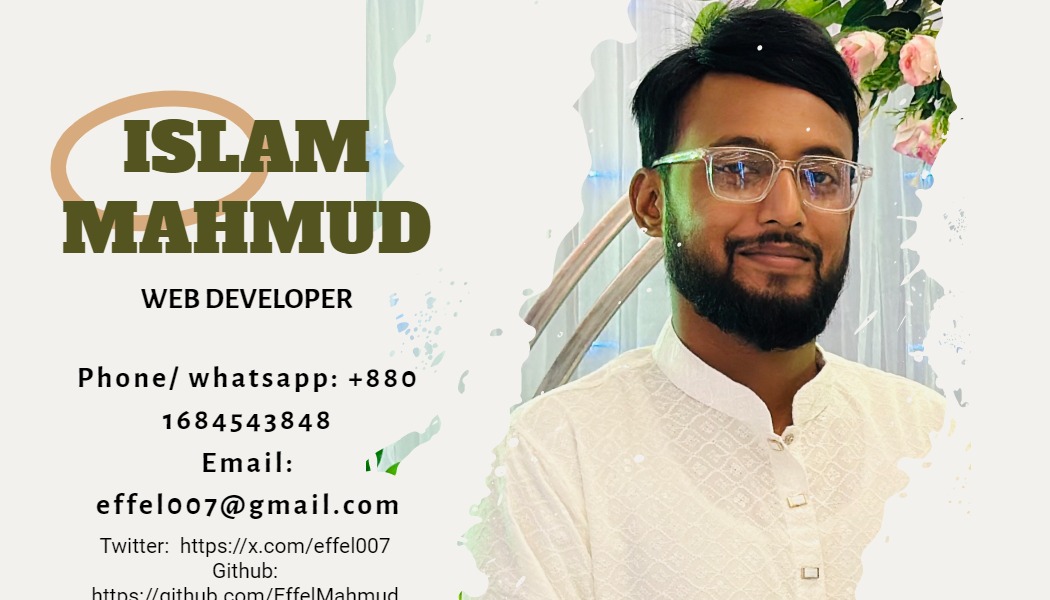 ISLAM
MAHMUD
WEB DEVELOPER
Phone/ whatsapp: +880
1684543848
Email:
effel007@gmail.com
Twitter:  https://x.com/effel007
Github:
https://github.com/EffelMahmud